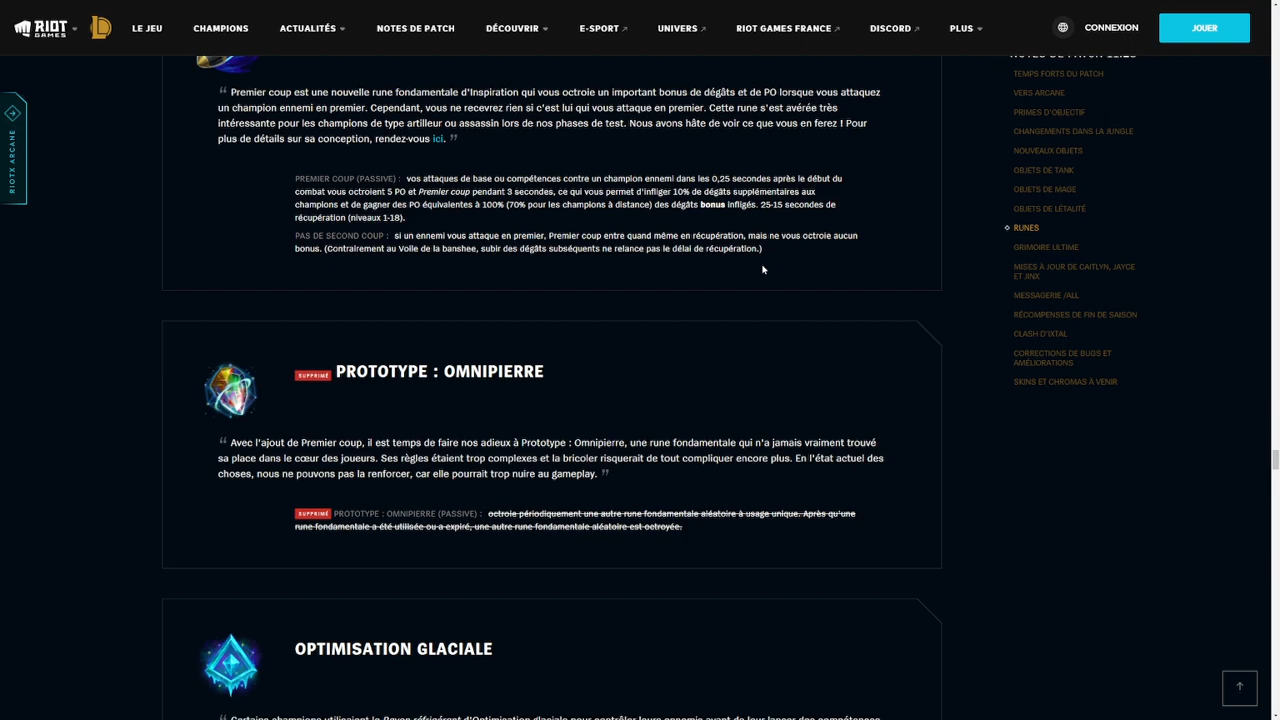 RIOT GAMES
LE JEU CHAMPIONS ACTUALITÉS NOTES DE PATCH DÉCOUVRIR E-SPORT UNIVERS RIOT GAMES FRANCE DISCORD PLUS CONNEXION JOUER
RIOTX ARCANE
“ Premier coup est une nouvelle rune fondamentale d'Inspiration qui vous octroie un important bonus de dégâts et de PO lorsque vous attaquez
un champion ennemi en premier. Cependant, vous ne recevrez rien si c'est lui qui vous attaque en premier. Cette rune s'est avérée très
intéressante pour les champions de type artilleur ou assassin lors de nos phases de test. Nous avons hâte de voir ce que vous en ferez ! Pour
plus de détails sur sa conception, rendez-vous ici. ”
PREMIER COUP (PASSIVE) : vos attaques de base ou compétences contre un champion ennemi dans les 0,25 secondes après le début du
combat vous octroient 5 PO et Premier coup pendant 3 secondes, ce qui vous permet d'infliger 10% de dégâts supplémentaires aux
champions et de gagner des PO équivalentes à 100% (70% pour les champions à distance) des dégâts bonus infligés. 25-15 secondes de
récupération (niveaux 1-18).
PAS DE SECOND COUP : si un ennemi vous attaque en premier, Premier coup entre quand même en récupération, mais ne vous octroie aucun
bonus. (Contrairement au Voile de la banshee, subir des dégâts subséquents ne relance pas le délai de récupération.)
SUPPRIMÉ PROTOTYPE : OMNIPIERRE
“ Avec l'ajout de Premier coup, il est temps de faire nos adieux à Prototype : Omnipierre, une rune fondamentale qui n'a jamais vraiment trouvé
sa place dans le cœur des joueurs. Ses règles étaient trop complexes et la bricoler risquerait de tout compliquer encore plus. En l'état actuel des
choses, nous ne pouvons pas la renforcer, car elle pourrait trop nuire au gameplay. ”
SUPPRIMÉ PROTOTYPE : OMNIPIERRE (PASSIVE) : octroie périodiquement une autre rune fondamentale aléatoire à usage unique. Après qu'une
rune fondamentale a été utilisée ou a expiré, une autre rune fondamentale aléatoire est octroyée.
OPTIMISATION GLACIALE
NOTES DE PATCH 11.23
TEMPS FORTS DU PATCH
VERS ARCANE
PRIMES D'OBJECTIF
CHANGEMENTS DANS LA JUNGLE
NOUVEAUX OBJETS
OBJETS DE TANK
OBJETS DE MAGE
OBJETS DE LÉTALITÉ
RUNES
GRIMOIRE ULTIME
MISES À JOUR DE CAITLYN, JAYCE
ET JINX
MESSAGERIE /ALL
RÉCOMPENSES DE FIN DE SAISON
CLASH D'IXTAL
CORRECTIONS DE BUGS ET
AMÉLIORATIONS
SKINS ET CHROMAS À VENIR